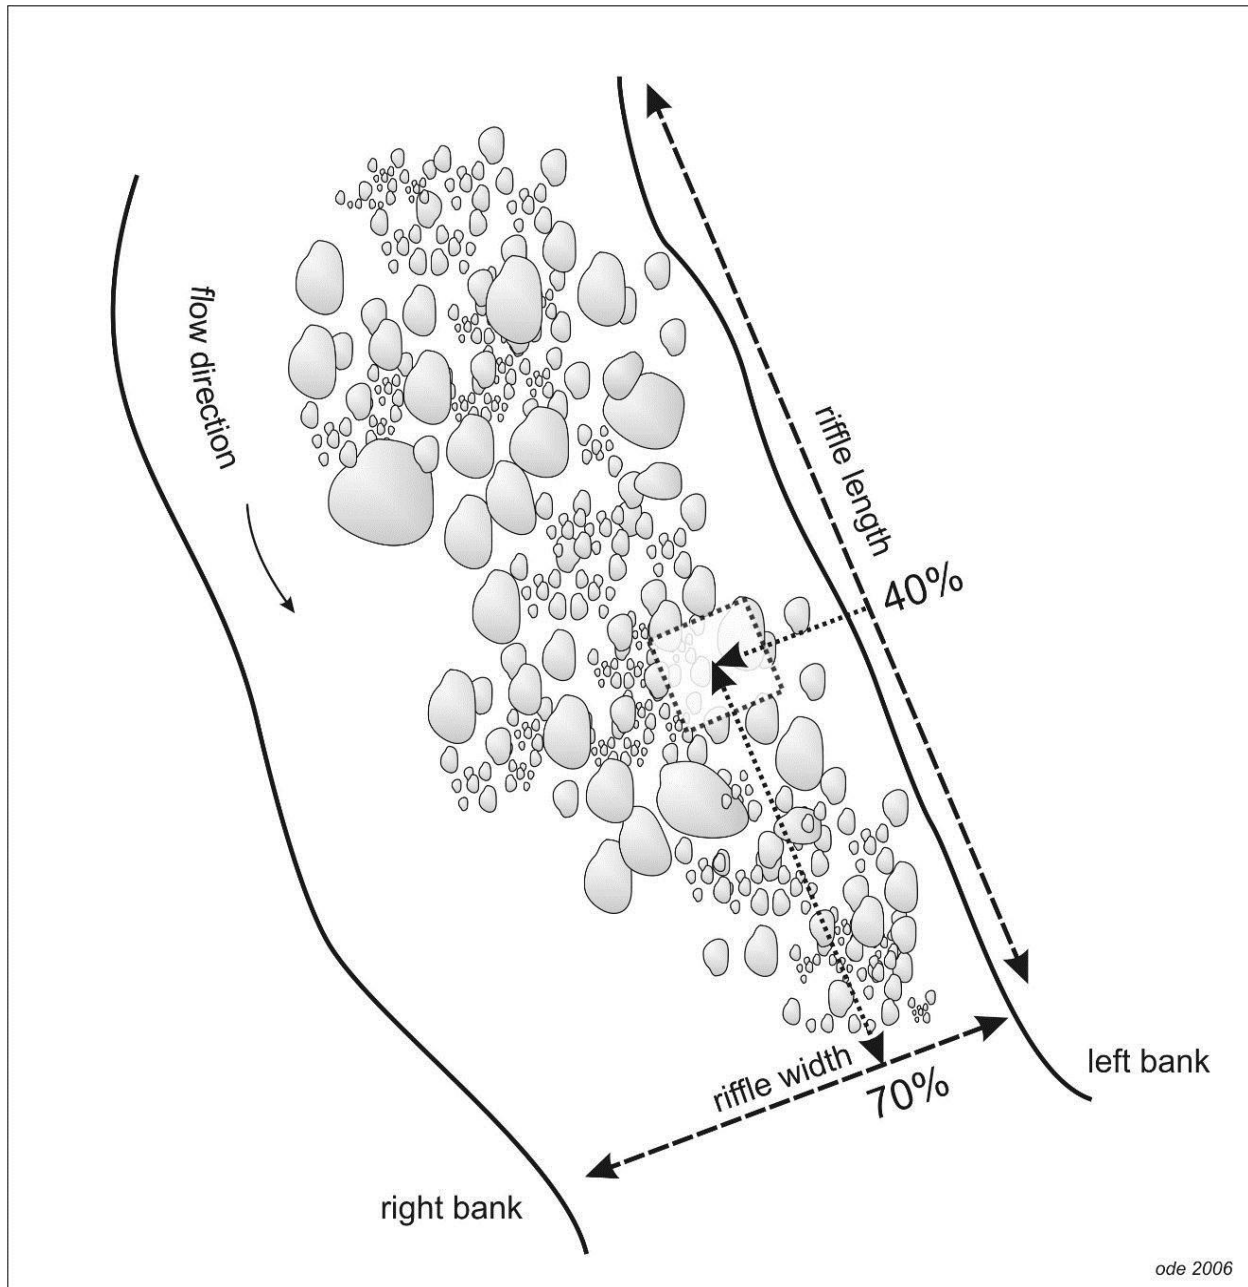 flow direction
riffle length
40%
riffle width
70%
left bank
right bank
ode 2006